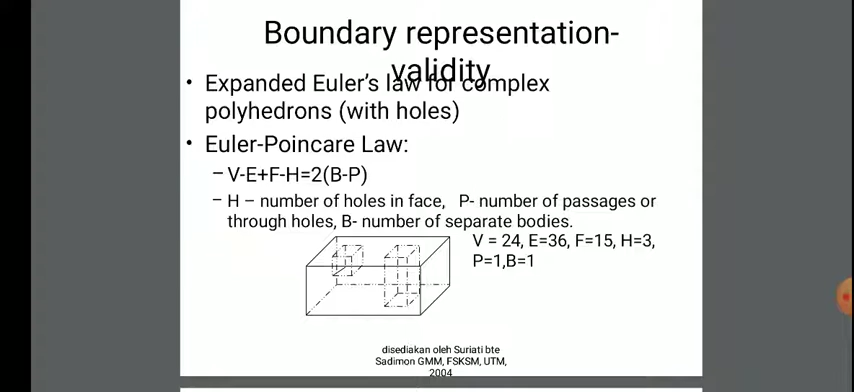 Boundary representation-
validity
• Expanded Euler's law for complex
polyhedrons (with holes)
• Euler-Poincare Law:
– V-E+F-H=2(B-P)
– H – number of holes in face, P- number of passages or
through holes, B- number of separate bodies.
V = 24, E=36, F=15, H=3,
P=1,B=1
disediakan oleh Suriati bte
Sadimon GMM, FSKSM, UTM,
2004